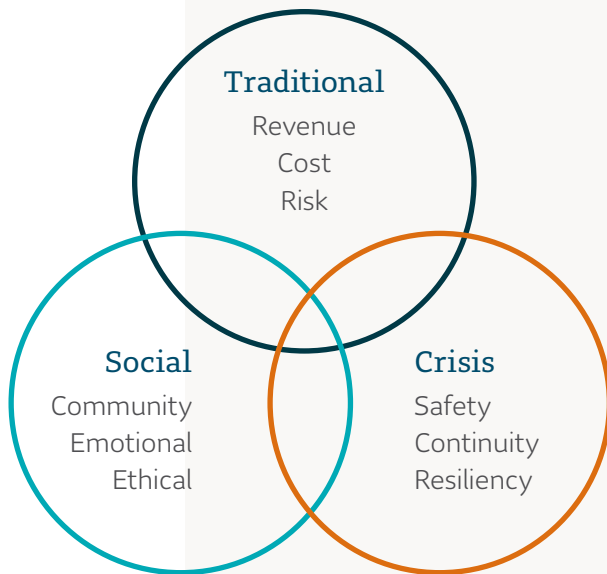 Traditional
Revenue
Cost
Risk
Social
Community
Emotional
Ethical
Crisis
Safety
Continuity
Resiliency